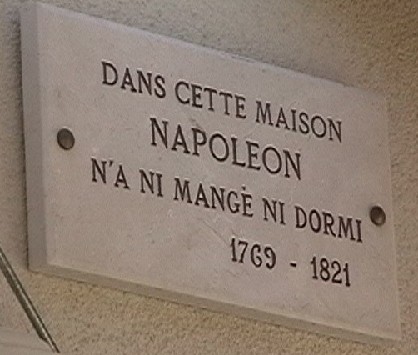 DANS CETTE MAISON
NAPOLEON
N'A NI MANGÉ NI DORMI
1769 - 1821